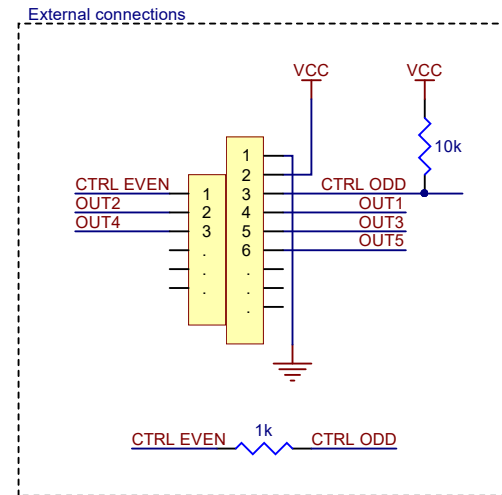 External connections
VCC VCC
10k
1
2
CTRL EVEN 1 3 CTRL ODD
OUT2 2 4 OUT1
OUT4 3 5 OUT3
. 6 OUT5
. .
. .
.
1k
CTRL EVEN CTRL ODD